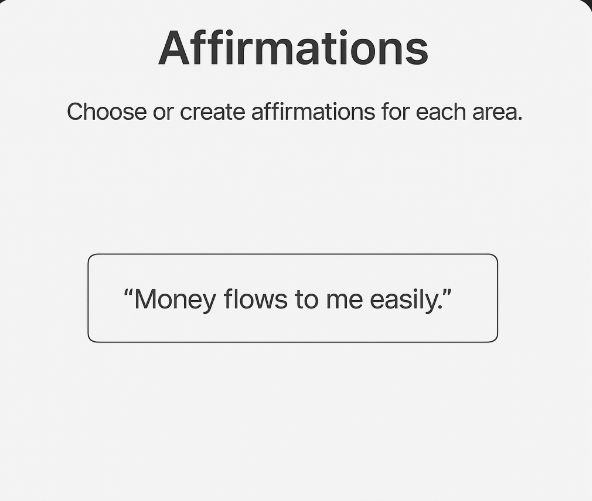 Affirmations
Choose or create affirmations for each area.
“Money flows to me easily.”